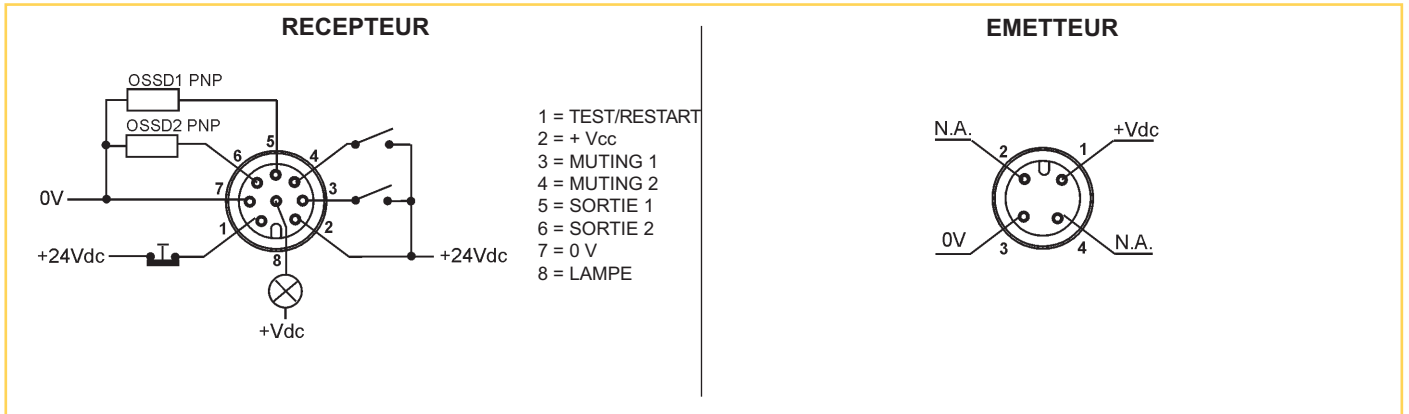 RECEPTEUR
OSSD1 PNP
OSSD2 PNP
5
6
4
7
3
0V
1
2
+24Vdc
8
+24Vdc
+Vdc
1 = TEST/RESTART
2 = + Vcc
3 = MUTING 1
4 = MUTING 2
5 = SORTIE 1
6 = SORTIE 2
7 = 0 V
8 = LAMPE
EMETTEUR
N.A.
+Vdc
2
1
0V
N.A.
3
4